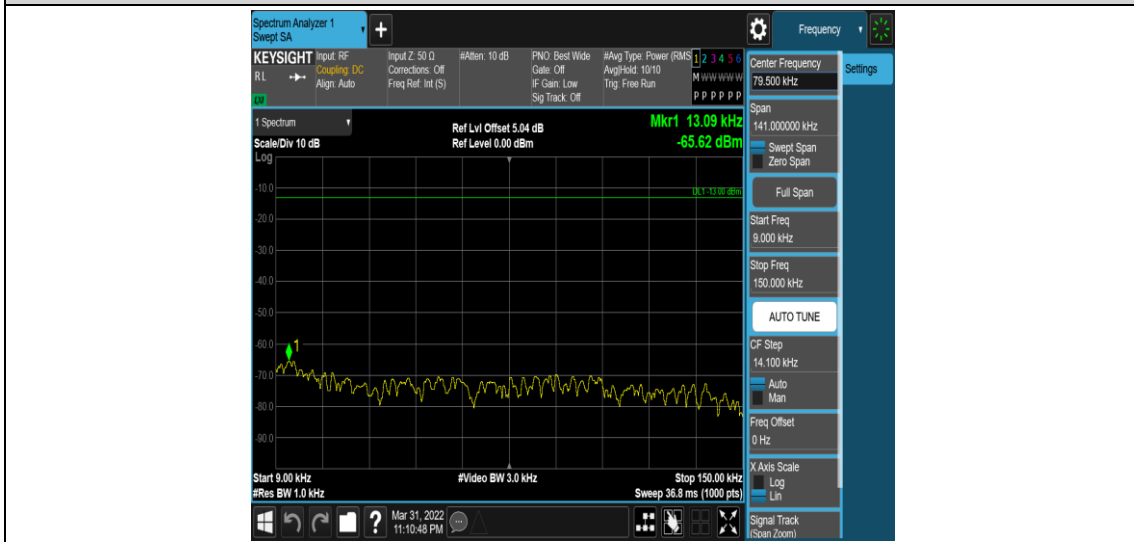 Spectrum Analyzer 1
Swept SA
+
Frequency
KEYSIGHT
RL
Input: RF
Coupling: DC
Align: Auto
Input Z: 50 Ω
Corrections: Off
Freq Ref: Int (S)
#Atten: 10 dB
PNO: Best Wide
Gate: Off
IF Gain: Low
Sig Track: Off
#Avg Type: Power (RMS
Avg|Hold: 10/10
Trig: Free Run
1 2 3 4 5 6
M W W W W W
P P P P P P
1 Spectrum
Scale/Div 10 dB
Log
Ref Lvl Offset 5.04 dB
Ref Level 0.00 dBm
Mkr1 13.09 kHz
-65.62 dBm
DL1 -13.00 dBm
-10.0
-20.0
-30.0
-40.0
-50.0
-60.0
-70.0
-80.0
-90.0
1
Start 9.00 kHz
#Res BW 1.0 kHz
#Video BW 3.0 kHz
Stop 150.00 kHz
Sweep 36.8 ms (1000 pts)
Mar 31, 2022
11:10:48 PM
?
Settings
Center Frequency
79.500 kHz
Span
141.000000 kHz
Swept Span
Zero Span
Full Span
Start Freq
9.000 kHz
Stop Freq
150.000 kHz
AUTO TUNE
CF Step
14.100 kHz
Auto
Man
Freq Offset
0 Hz
X Axis Scale
Log
Lin
Signal Track
(Span Zoom)